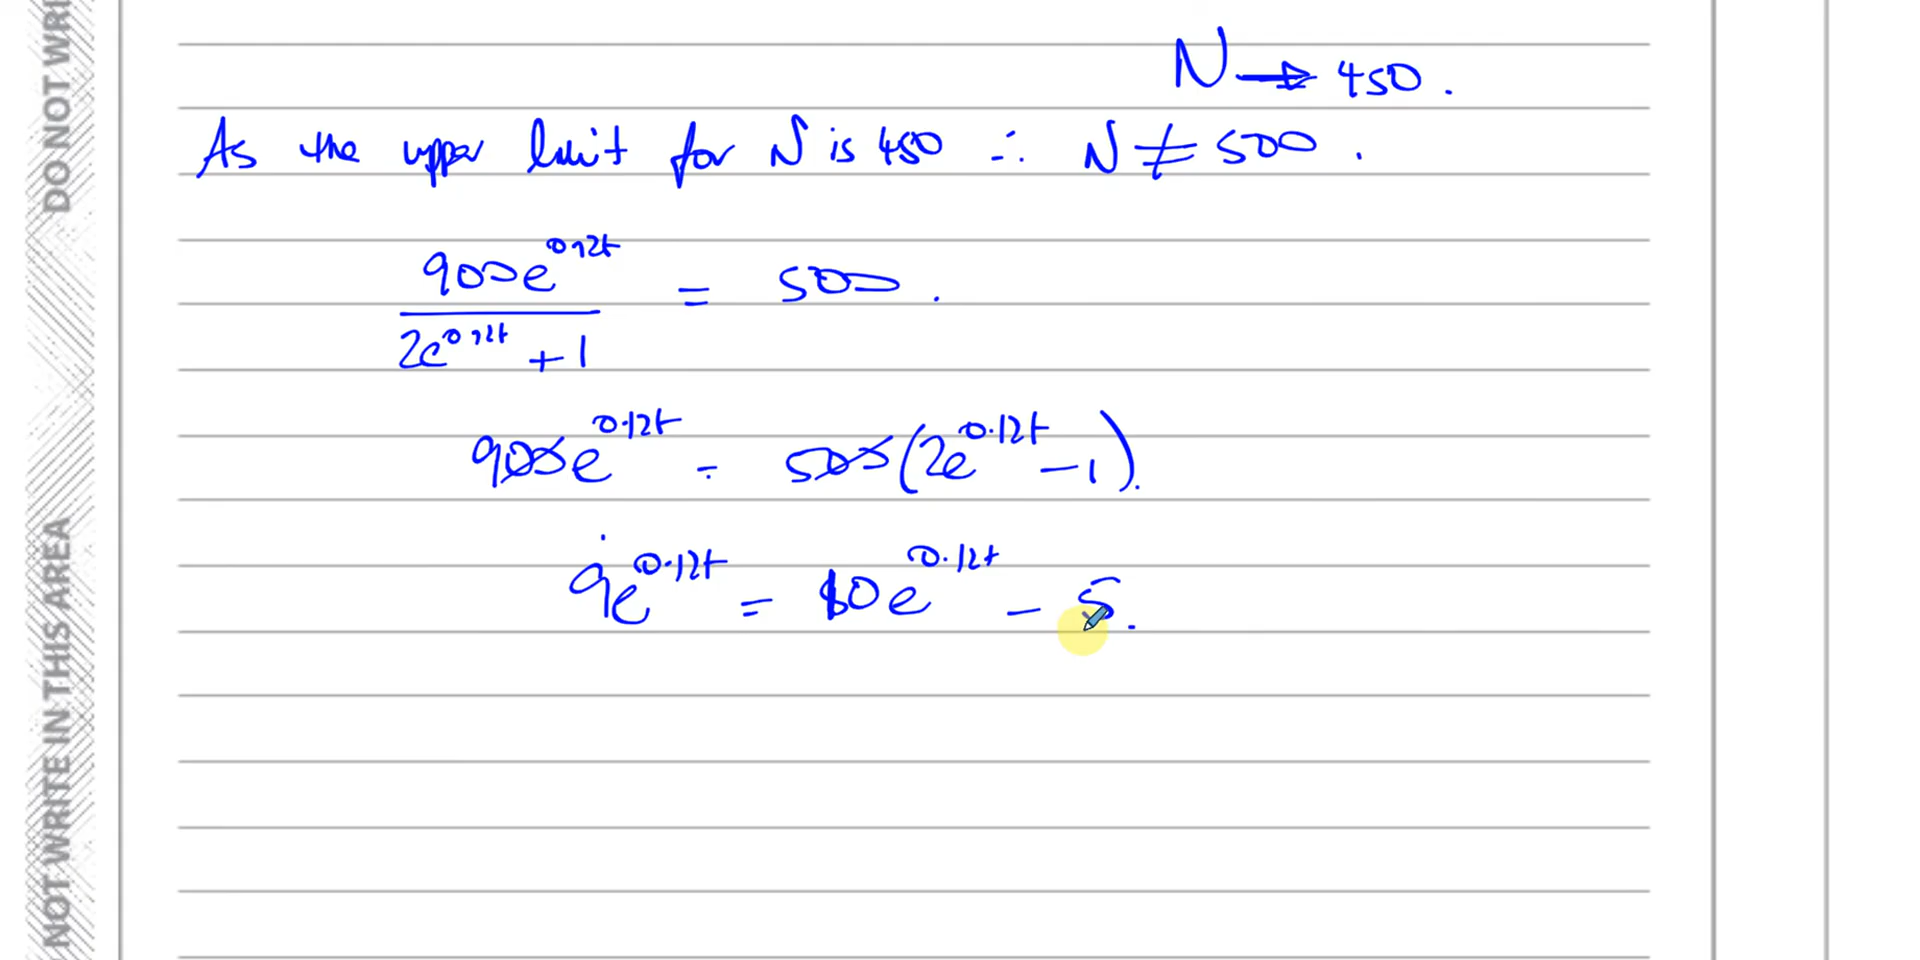 N → 450.
As the upper limit for N is 450 ∴ N ≠ 500.
900e^0.12t / 2e^0.12t + 1 = 500.
900e^0.12t = 500(2e^0.12t - 1).
9e^0.12t = 10e^0.12t - 5.
DO NOT WRI
NOT WRITE IN THIS AREA